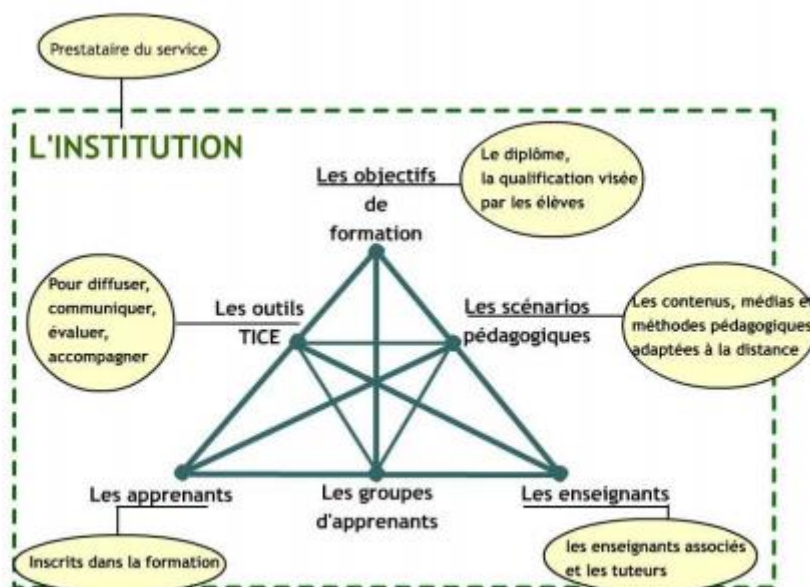 Prestataire du service
L'INSTITUTION
Le diplôme,
la qualification visée
par les élèves
Les objectifs
de
formation
Pour diffuser,
communiquer,
évaluer,
accompagner
Les outils
TICE
Les scénarios
pédagogiques
Les contenus, médias e
méthodes pédagogiques
adaptées à la distance
Les apprenants
Les groupes
d'apprenants
Les enseignants
Inscrits dans la formation
les enseignants associés
et les tuteurs